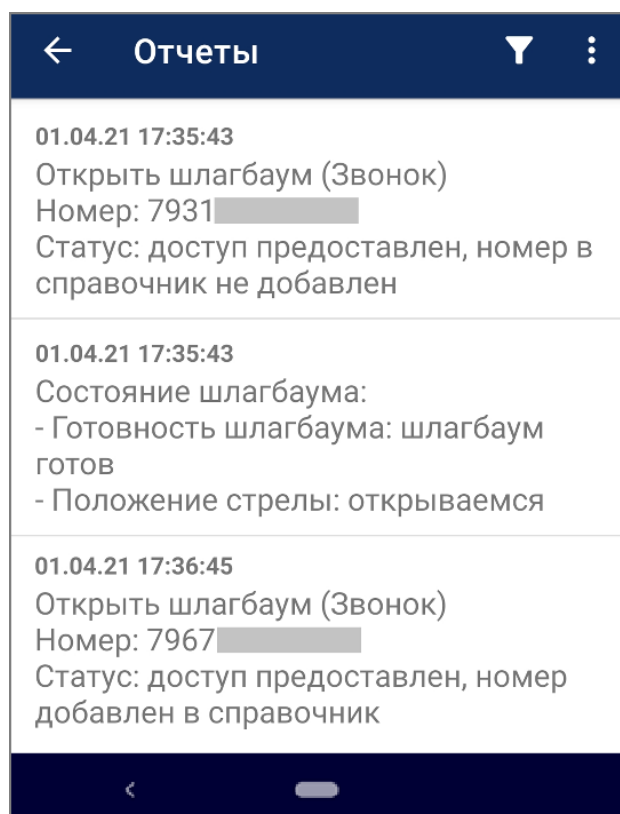 Отчеты
01.04.21 17:35:43
Открыть шлагбаум (Звонок)
Номер: 7931
Статус: доступ предоставлен, номер в
справочник не добавлен
01.04.21 17:35:43
Состояние шлагбаума:
- Готовность шлагбаума: шлагбаум
готов
- Положение стрелы: открываемся
01.04.21 17:36:45
Открыть шлагбаум (Звонок)
Номер: 7967
Статус: доступ предоставлен, номер
добавлен в справочник